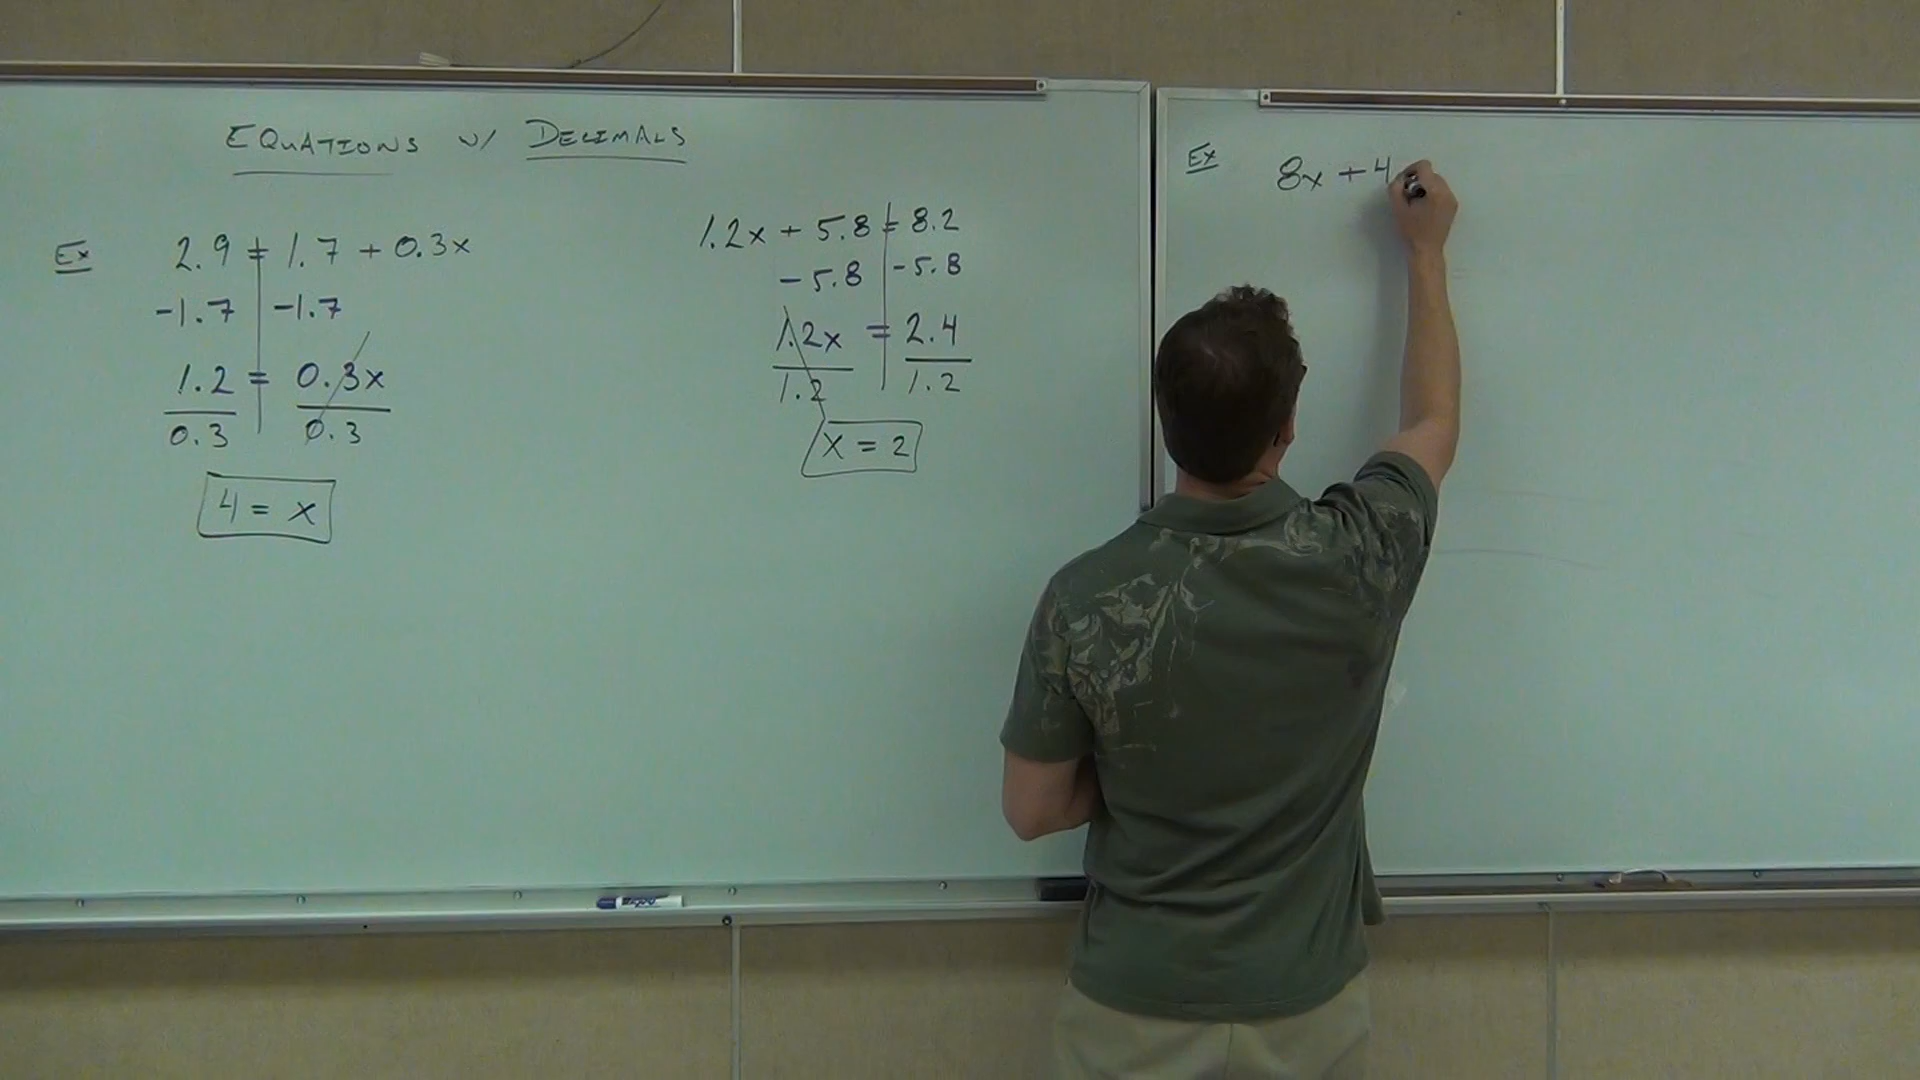 EQUATIONS W/ DECIMALS
Ex 2.9 = 1.7 + 0.3x
-1.7 -1.7
1.2 = 0.3x
0.3 0.3
4 = x
1.2x + 5.8 = 8.2
-5.8 -5.8
1.2x = 2.4
1.2 1.2
x = 2
Ex 8x + 4